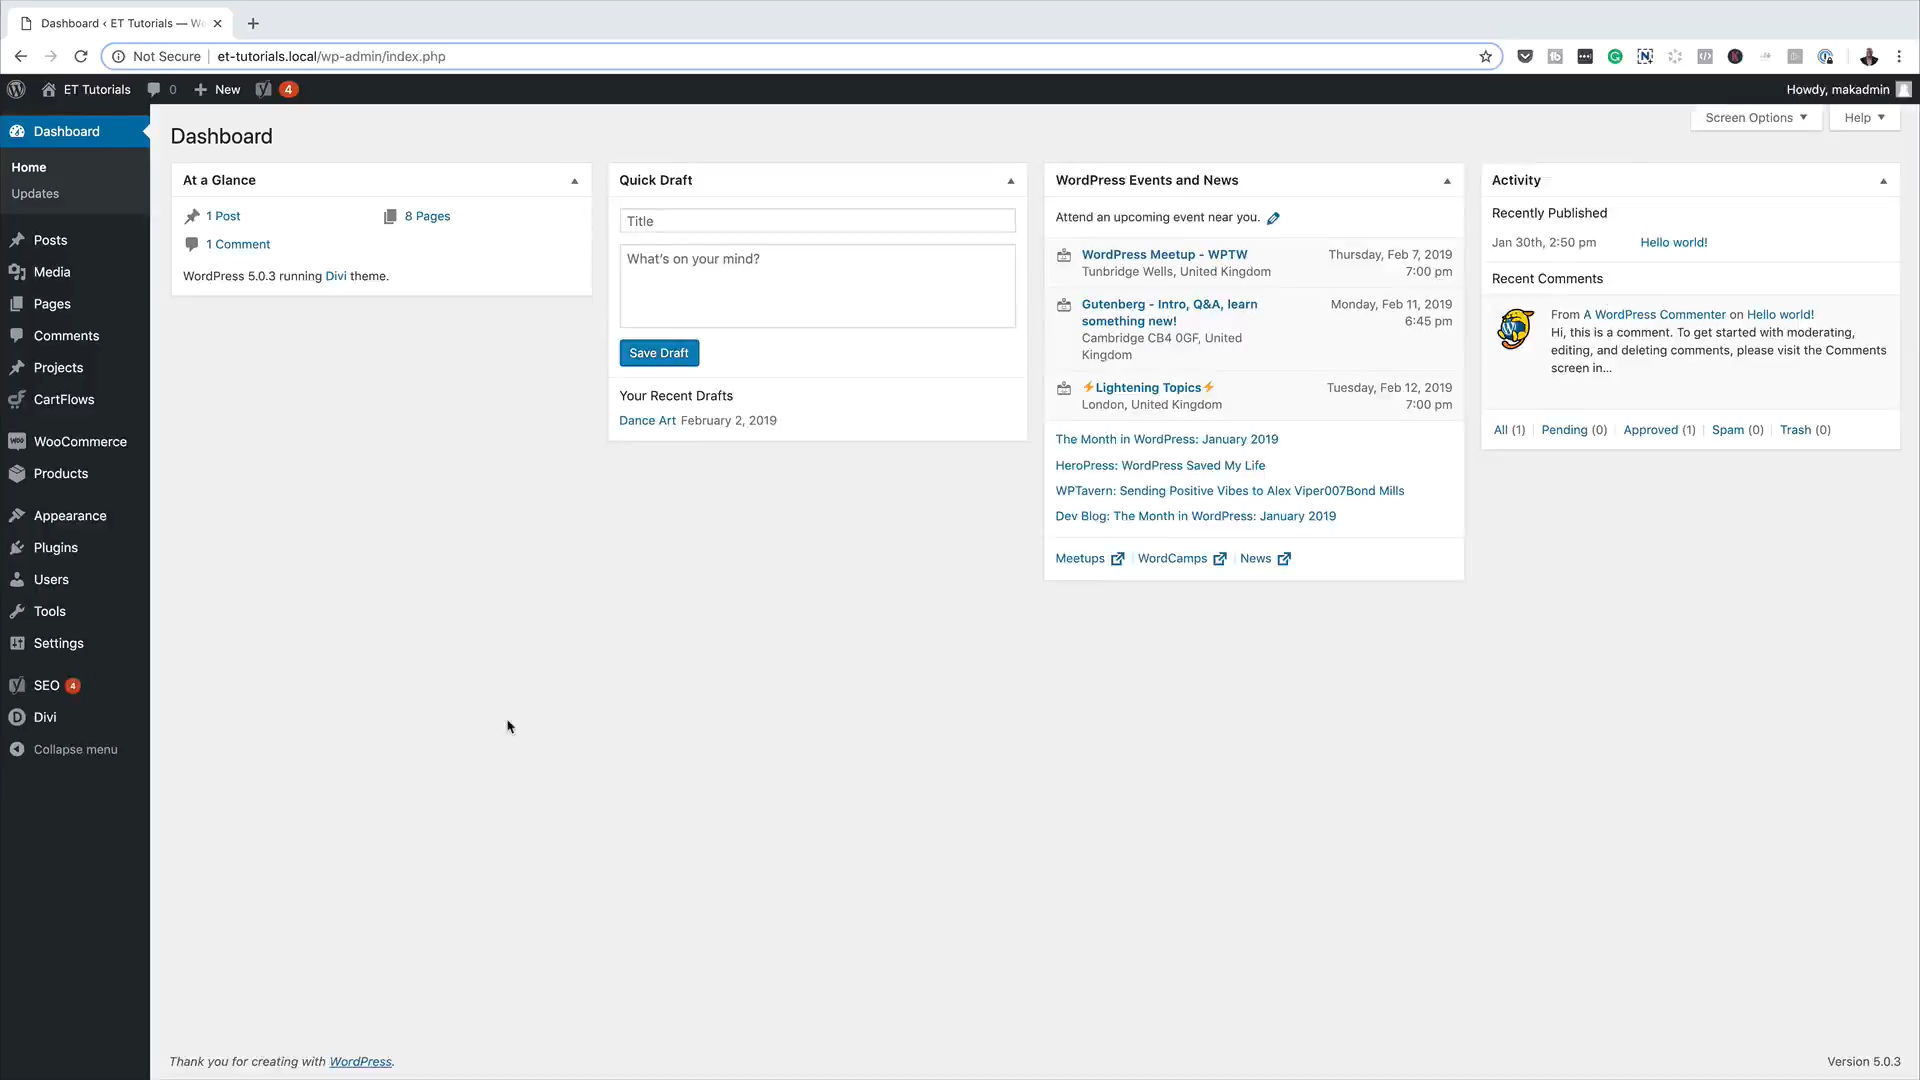 Dashboard ‹ ET Tutorials — W
Not Secure
et-tutorials.local/wp-admin/index.php
ET Tutorials
0
New
4
Howdy, makadmin
Dashboard
Home
Updates
Posts
Media
Pages
Comments
Projects
CartFlows
WooCommerce
Products
Appearance
Plugins
Users
Tools
Settings
SEO 4
Divi
Collapse menu
Dashboard
Screen Options
Help
At a Glance
1 Post
8 Pages
1 Comment
WordPress 5.0.3 running Divi theme.
Quick Draft
Title
What's on your mind?
Save Draft
Your Recent Drafts
Dance Art February 2, 2019
WordPress Events and News
Attend an upcoming event near you.
WordPress Meetup - WPTW
Thursday, Feb 7, 2019
Tunbridge Wells, United Kingdom
7:00 pm
Gutenberg - Intro, Q&A, learn
Monday, Feb 11, 2019
something new!
6:45 pm
Cambridge CB4 0GF, United
Kingdom
⚡Lightening Topics⚡
Tuesday, Feb 12, 2019
London, United Kingdom
7:00 pm
The Month in WordPress: January 2019
HeroPress: WordPress Saved My Life
WPTavern: Sending Positive Vibes to Alex Viper007Bond Mills
Dev Blog: The Month in WordPress: January 2019
Meetups | WordCamps | News
Activity
Recently Published
Jan 30th, 2:50 pm
Hello world!
Recent Comments
From A WordPress Commenter on Hello world!
Hi, this is a comment. To get started with moderating,
editing, and deleting comments, please visit the Comments
screen in...
All (1) | Pending (0) | Approved (1) | Spam (0) | Trash (0)
Thank you for creating with WordPress.
Version 5.0.3